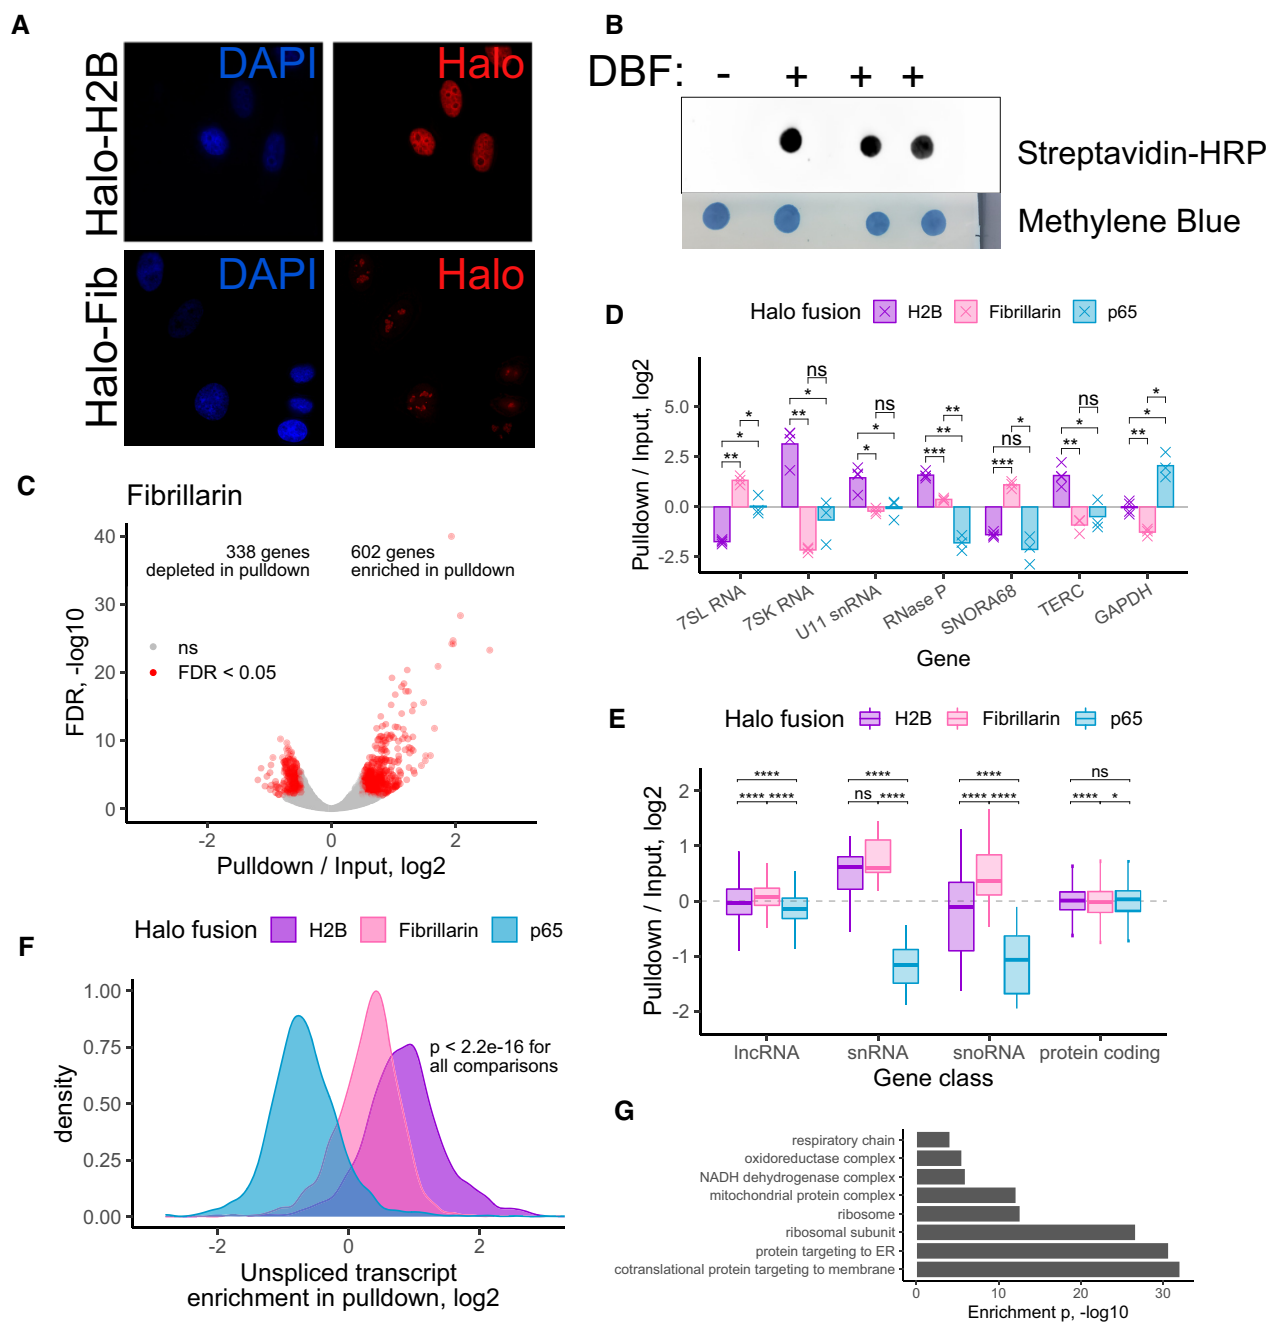 A
Halo-H2B
DAPI
Halo
Halo-Fib
DAPI
Halo
B
DBF: - + + +
Streptavidin-HRP
Methylene Blue
C
Fibrillarin
338 genes
depleted in pulldown
602 genes
enriched in pulldown
ns
FDR < 0.05
FDR, -log10
40
30
20
10
0
-2 0 2
Pulldown / Input, log2
D
Halo fusion H2B Fibrillarin p65
Pulldown / Input, log2
5.0
2.5
0.0
-2.5
** * *
** * ns
* * ns
*** ** **
*** ns *
** * ns
** * *
7SL RNA
7SK RNA
U11 snRNA
RNase P
SNORA68
TERC
GAPDH
Gene
E
Halo fusion H2B Fibrillarin p65
Pulldown / Input, log2
2
1
0
-1
-2
**** **** **** ns
**** **** ns **** **** **** **** *
lncRNA snRNA snoRNA protein coding
Gene class
F
Halo fusion H2B Fibrillarin p65
p < 2.2e-16 for
all comparisons
density
1.00
0.75
0.50
0.25
0.00
-2 0 2
Unspliced transcript
enrichment in pulldown, log2
G
respiratory chain
oxidoreductase complex
NADH dehydrogenase complex
mitochondrial protein complex
ribosome
ribosomal subunit
protein targeting to ER
cotranslational protein targeting to membrane
0 10 20 30
Enrichment p, -log10